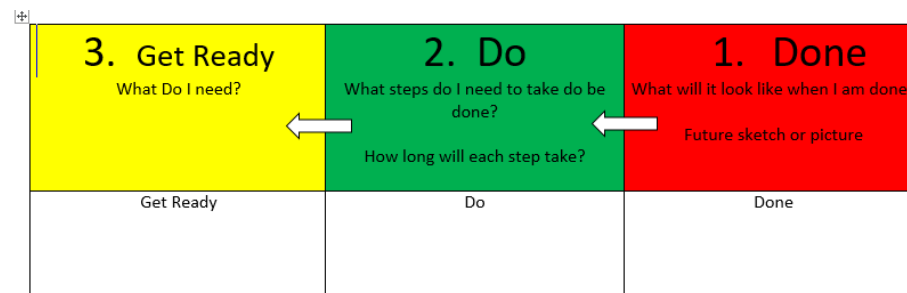 3. Get Ready
What Do I need?
2. Do
What steps do I need to take do be
done?
How long will each step take?
1. Done
What will it look like when I am done
Future sketch or picture
Get Ready
Do
Done